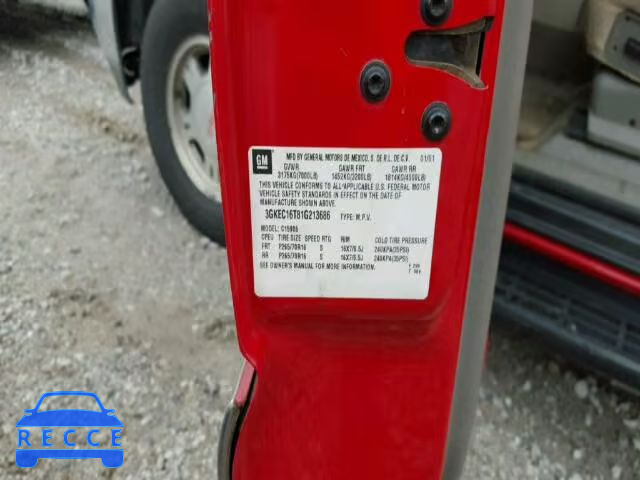 GM
MFD BY GENERAL MOTORS DE MEXICO, S. DE R.L. DE C.V. 01/01
GVWR GAWR FRT GAWR RR
3175KG(7000LB) 1452KG(3200LB) 1814KG(4000LB)
THIS VEHICLE CONFORMS TO ALL APPLICABLE U.S. FEDERAL MOTOR
VEHICLE SAFETY STANDARDS IN EFFECT ON THE DATE OF
MANUFACTURE SHOWN ABOVE.
3GKEC16T81G213686 TYPE: M.P.V.
MODEL: C15906
TIRE SIZE SPEED RTG RIM COLD TIRE PRESSURE
FRT P265/70R16 S 16X7/6.5J 240KPA(35PSI)
RR P265/70R16 S 16X7/6.5J 240KPA(35PSI)
SEE OWNER'S MANUAL FOR MORE INFORMATION.
RECCE